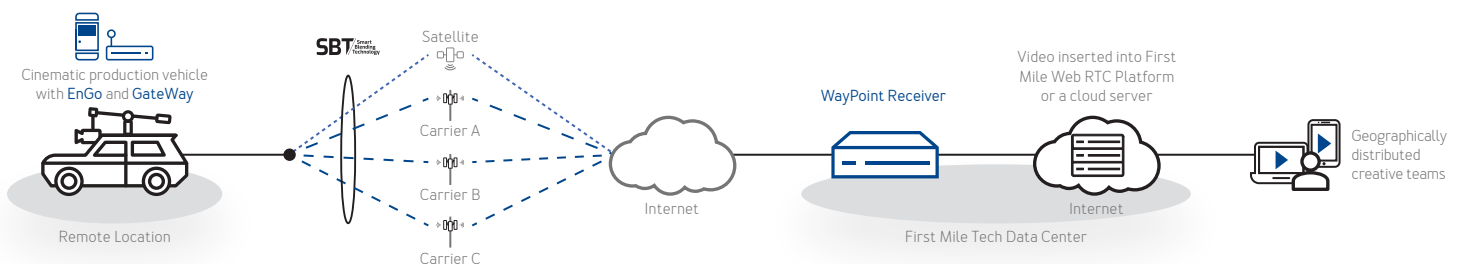 Cinematic production vehicle
with EnGo and GateWay
Remote Location
SBT Smart
Blending
Technology
Satellite
Carrier A
Carrier B
Carrier C
Internet
WayPoint Receiver
Video inserted into First
Mile Web RTC Platform
or a cloud server
Internet
First Mile Tech Data Center
Geographically
distributed
creative teams